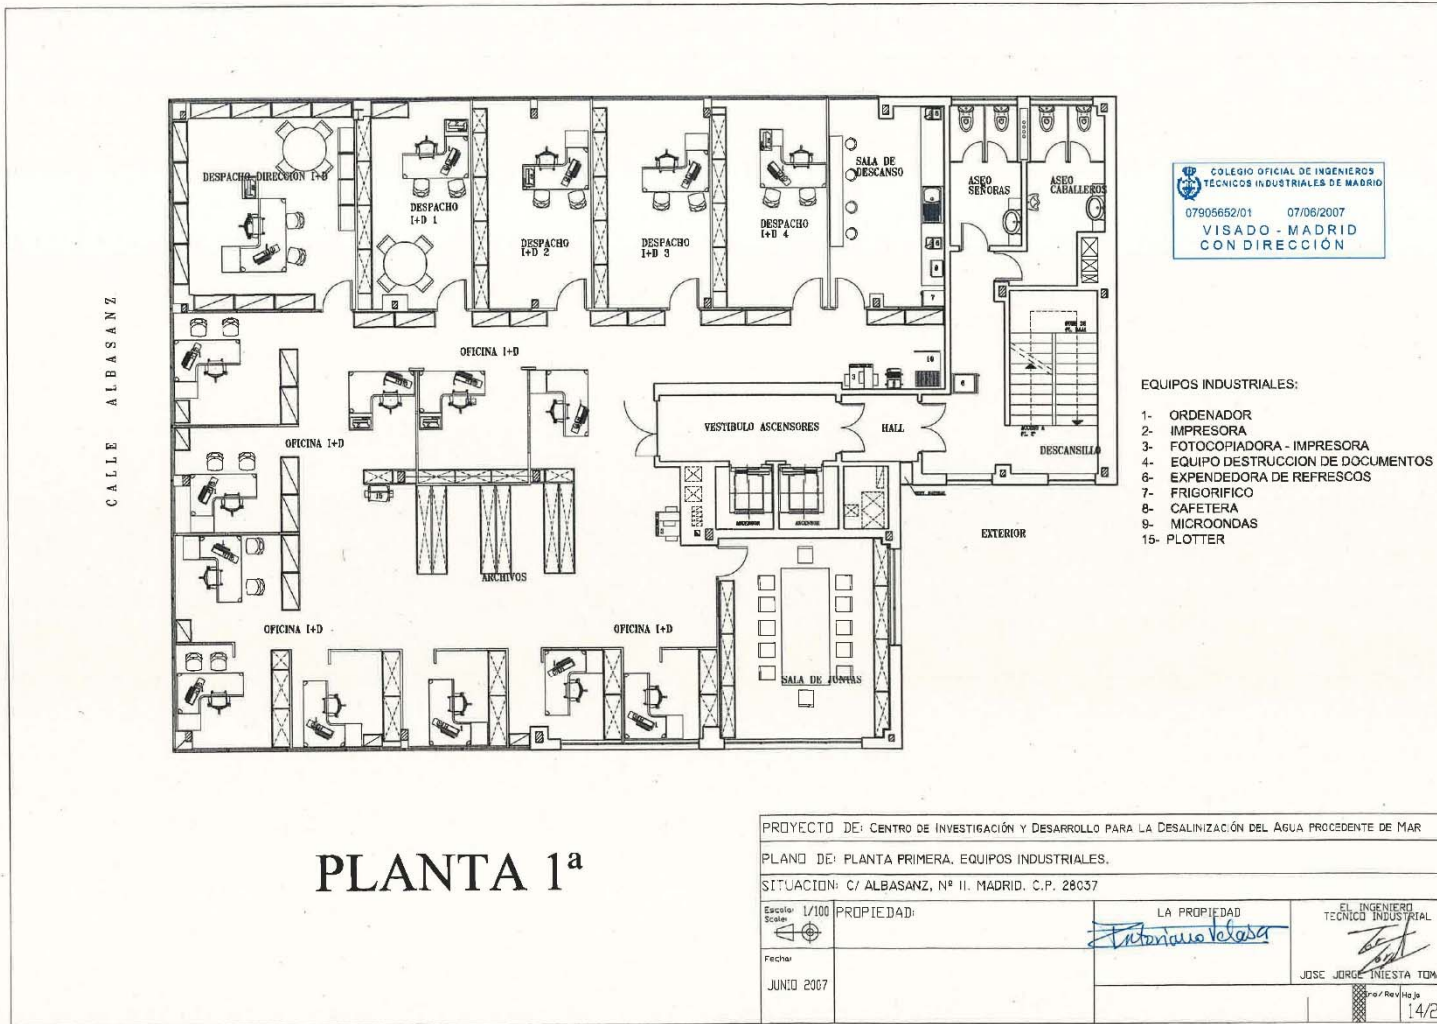 DESPACHO DIRECCIÓN I+D
DESPACHO
I+D 1
DESPACHO
I+D 2
DESPACHO
I+D 3
DESPACHO
I+D 4
SALA DE
DESCANSO
ASEO
SEÑORAS
ASEO
CABALLEROS
COLEGIO OFICIAL DE INGENIEROS
TÉCNICOS INDUSTRIALES DE MADRID
07905652/01 07/06/2007
VISADO - MADRID
CON DIRECCIÓN
CALLE ALBASANZ
OFICINA I+D
OFICINA I+D
VESTIBULO ASCENSORES
HALL
DESCANSILLO
ASCENSOR
ASCENSOR
EXTERIOR
ARCHIVOS
OFICINA I+D
OFICINA I+D
SALA DE JUNTAS
EQUIPOS INDUSTRIALES:
1- ORDENADOR
2- IMPRESORA
3- FOTOCOPIADORA - IMPRESORA
4- EQUIPO DESTRUCCION DE DOCUMENTOS
6- EXPENDEDORA DE REFRESCOS
7- FRIGORIFICO
8- CAFETERA
9- MICROONDAS
15- PLOTTER
PLANTA 1ª
PROYECTO DE: CENTRO DE INVESTIGACIÓN Y DESARROLLO PARA LA DESALINIZACIÓN DEL AGUA PROCEDENTE DE MAR
PLANO DE: PLANTA PRIMERA. EQUIPOS INDUSTRIALES.
SITUACION: C/ ALBASANZ, Nº 11. MADRID. C.P. 28037
Escala: 1/100
Scale:
PROPIEDAD:
LA PROPIEDAD
EL INGENIERO
TECNICO INDUSTRIAL
Fecha:
JUNIO 2007
JOSE JORGE INIESTA
Hoja
14/2